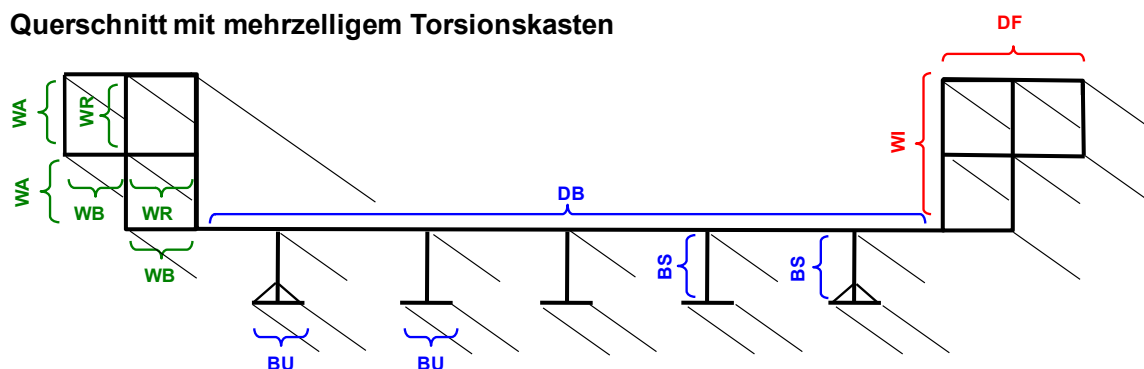 Querschnitt mit mehrzelligem Torsionskasten
DF
WA
WR
WI
WA
WB
WR
DB
WB
BS
BS
BU
BU